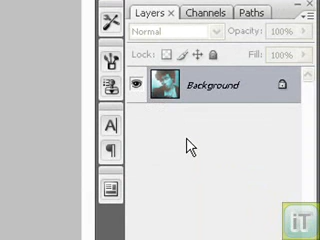 Layers × Channels Paths
Normal Opacity: 100%
Lock: Fill: 100%
Background
A
iT